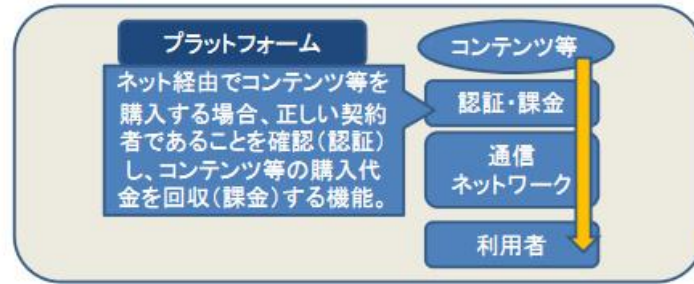 プラットフォーム
ネット経由でコンテンツ等を
購入する場合、正しい契約
者であることを確認(認証)
し、コンテンツ等の購入代
金を回収(課金)する機能。
コンテンツ等
認証・課金
通信
ネットワーク
利用者